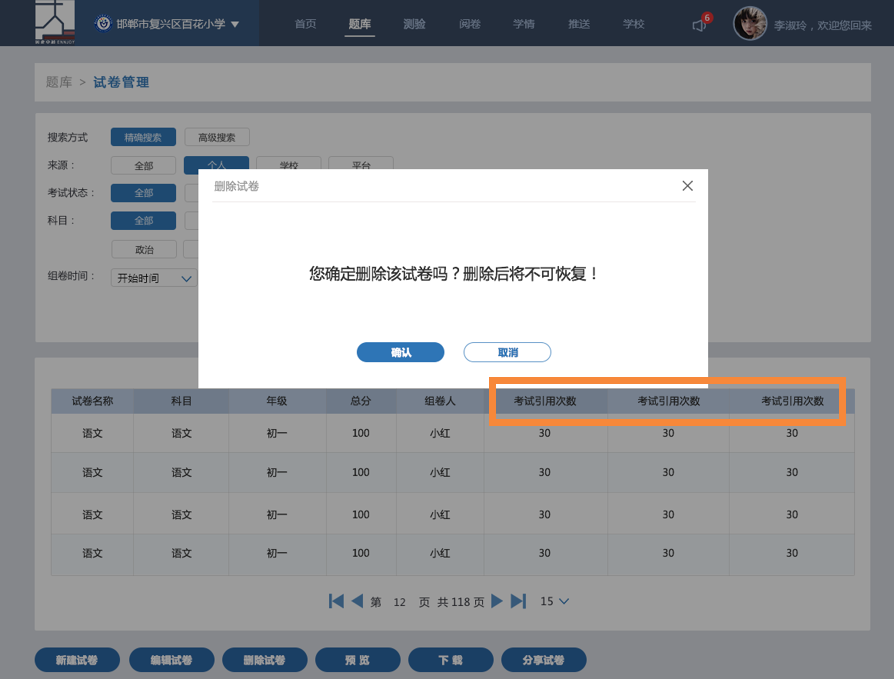 邯郸市复兴区百花小学 首页 题库 测验 阅卷 学情 推送 学校 6 李淑玲，欢迎您回来
题库 > 试卷管理
搜索方式 精确搜索 高级搜索
来源： 全部 个人 学校 平台
考试状态： 全部
科目： 全部
政治
组卷时间： 开始时间
删除试卷
您确定删除该试卷吗？删除后将不可恢复！
确认 取消
试卷名称 科目 年级 总分 组卷人 考试引用次数 考试引用次数 考试引用次数
语文 语文 初一 100 小红 30 30 30
语文 语文 初一 100 小红 30 30 30
语文 语文 初一 100 小红 30 30 30
语文 语文 初一 100 小红 30 30 30
第 12 页 共 118 页 15
新建试卷 编辑试卷 删除试卷 预 览 下 载 分享试卷